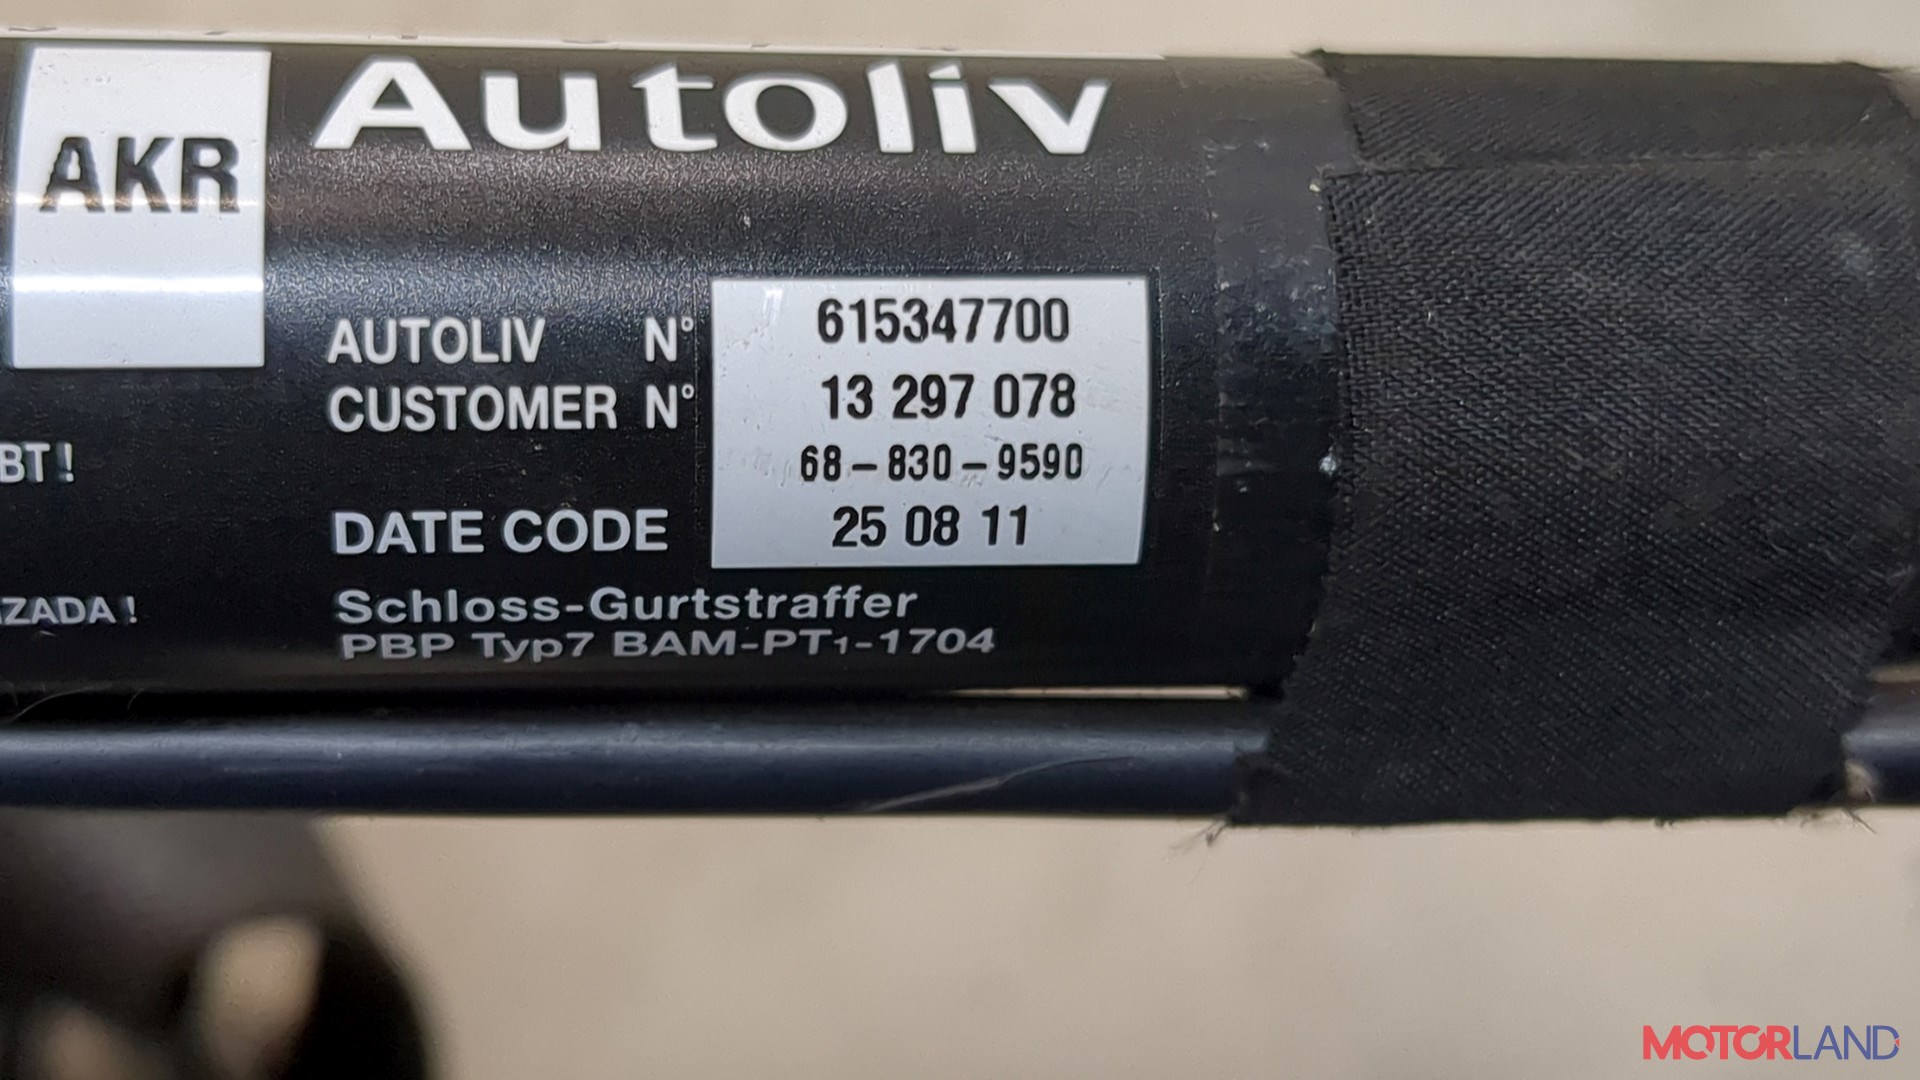 AKR
Autoliv
AUTOLIV N° 615347700
CUSTOMER N° 13 297 078
68-830-9590
BT!
DATE CODE 25 08 11
ZADA!
Schloss-Gurtstraffer
PBP Typ7 BAM-PT1-1704
MOTORLAND